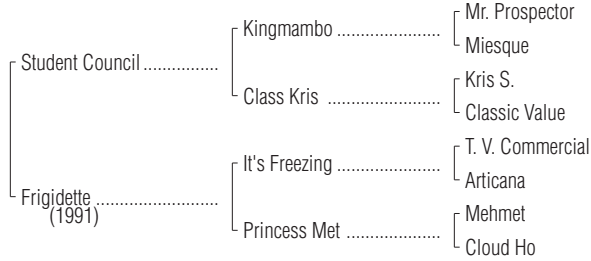 Mr. Prospector
Kingmambo ......................
Miesque
Student Council ................
Kris S.
Class Kris ........................
Classic Value
T. V. Commercial
It's Freezing ......................
Articana
Frigidette ..........................
(1991)
Mehmet
Princess Met ....................
Cloud Ho